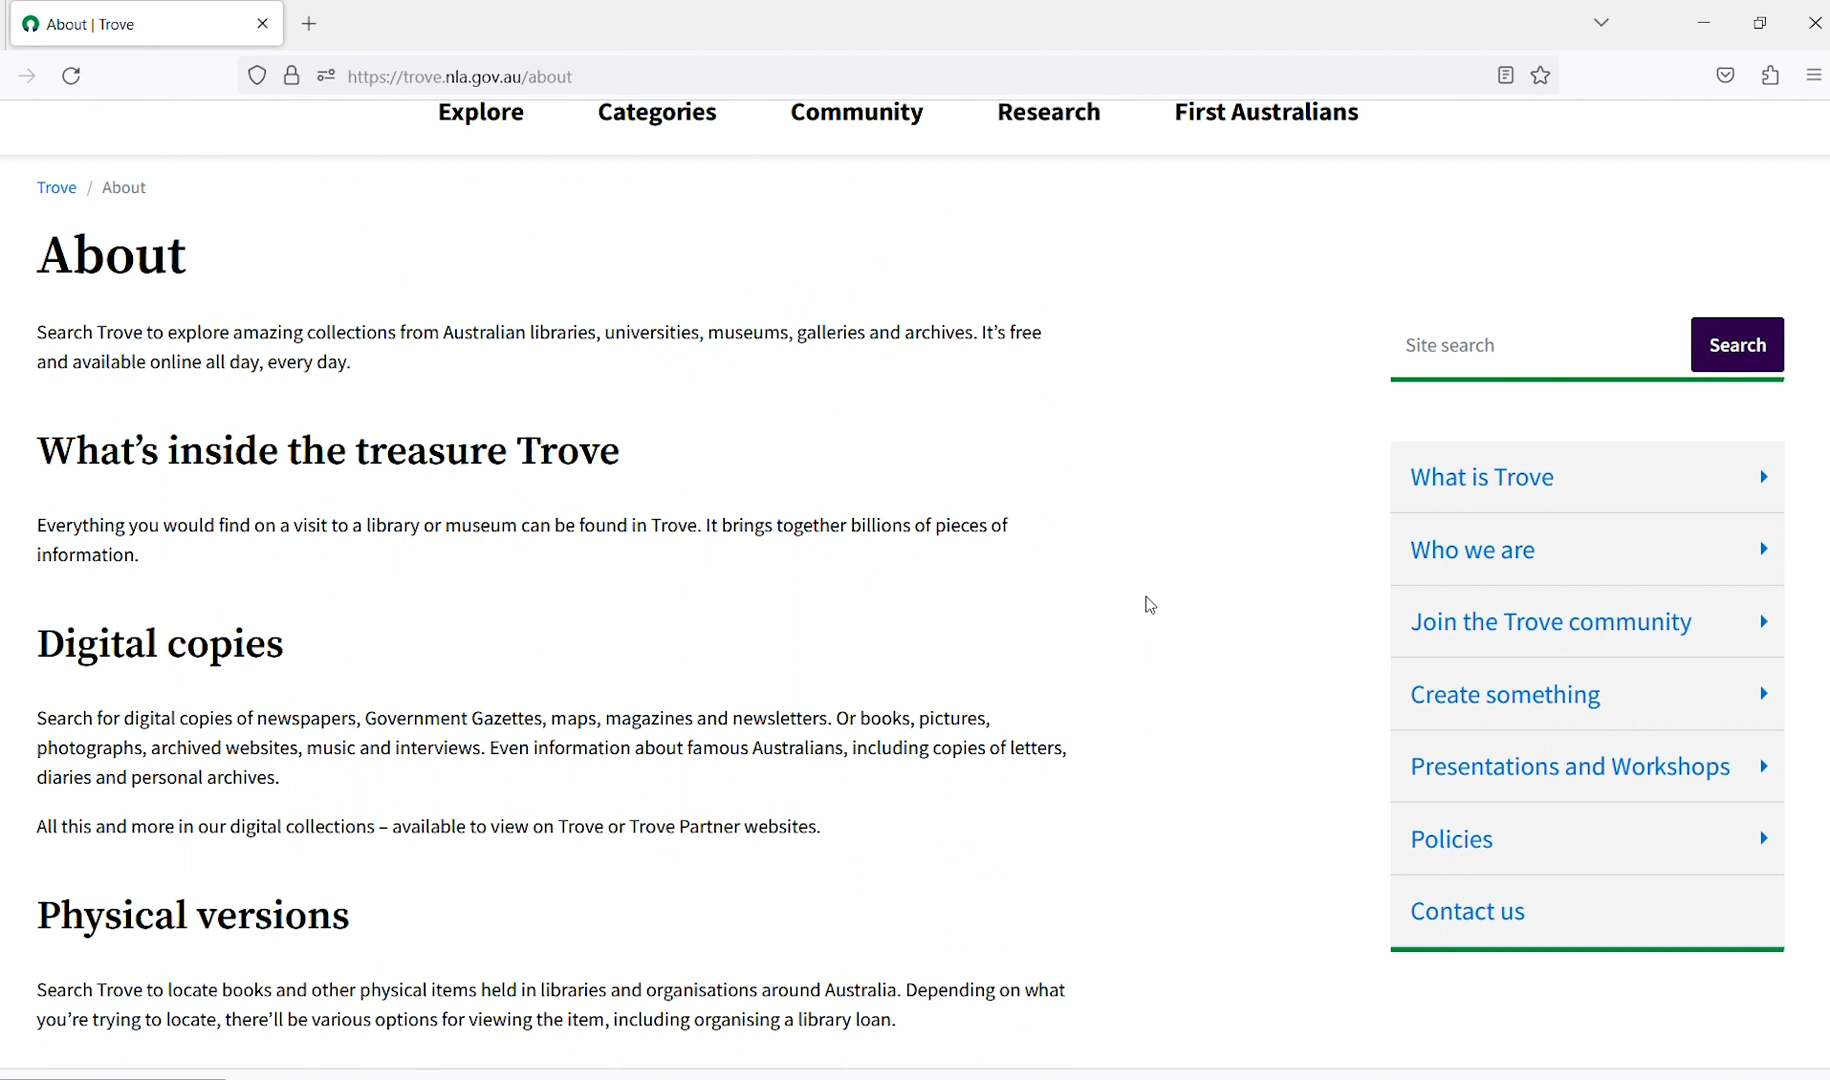 About | Trove
https://trove.nla.gov.au/about
Explore Categories Community Research First Australians
Trove / About
About
Search Trove to explore amazing collections from Australian libraries, universities, museums, galleries and archives. It’s free
and available online all day, every day.
Site search
Search
What’s inside the treasure Trove
Everything you would find on a visit to a library or museum can be found in Trove. It brings together billions of pieces of
information.
Digital copies
Search for digital copies of newspapers, Government Gazettes, maps, magazines and newsletters. Or books, pictures,
photographs, archived websites, music and interviews. Even information about famous Australians, including copies of letters,
diaries and personal archives.
All this and more in our digital collections – available to view on Trove or Trove Partner websites.
Physical versions
Search Trove to locate books and other physical items held in libraries and organisations around Australia. Depending on what
you’re trying to locate, there’ll be various options for viewing the item, including organising a library loan.
What is Trove
Who we are
Join the Trove community
Create something
Presentations and Workshops
Policies
Contact us